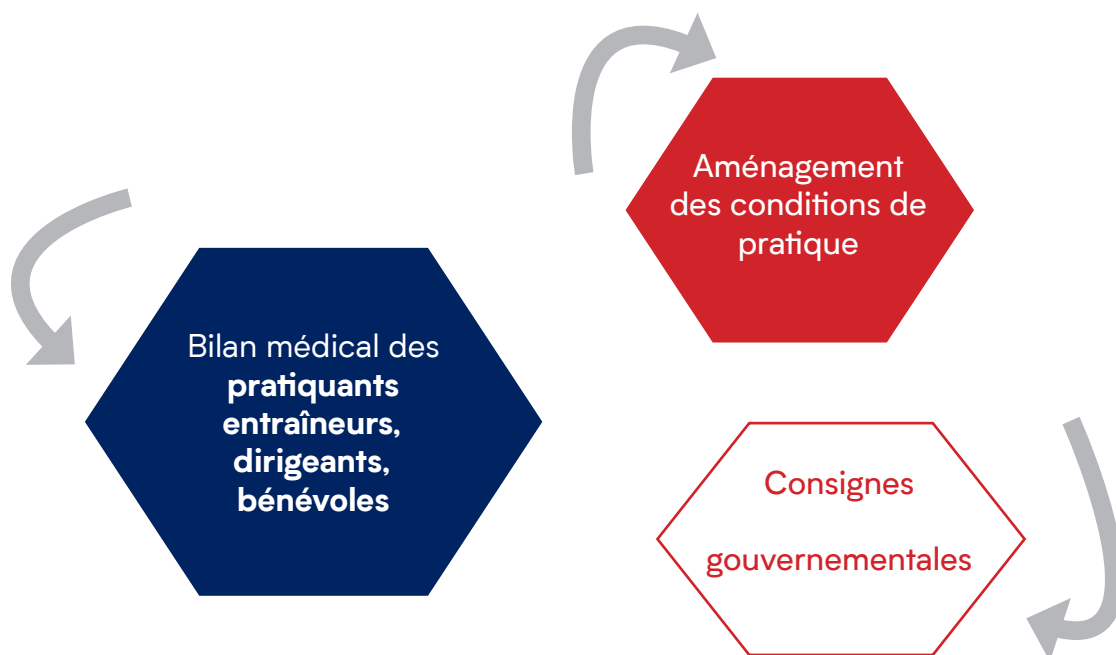 Aménagement
des conditions de
pratique
Bilan médical des
pratiquants
entraîneurs,
dirigeants,
bénévoles
Consignes
gouvernementales